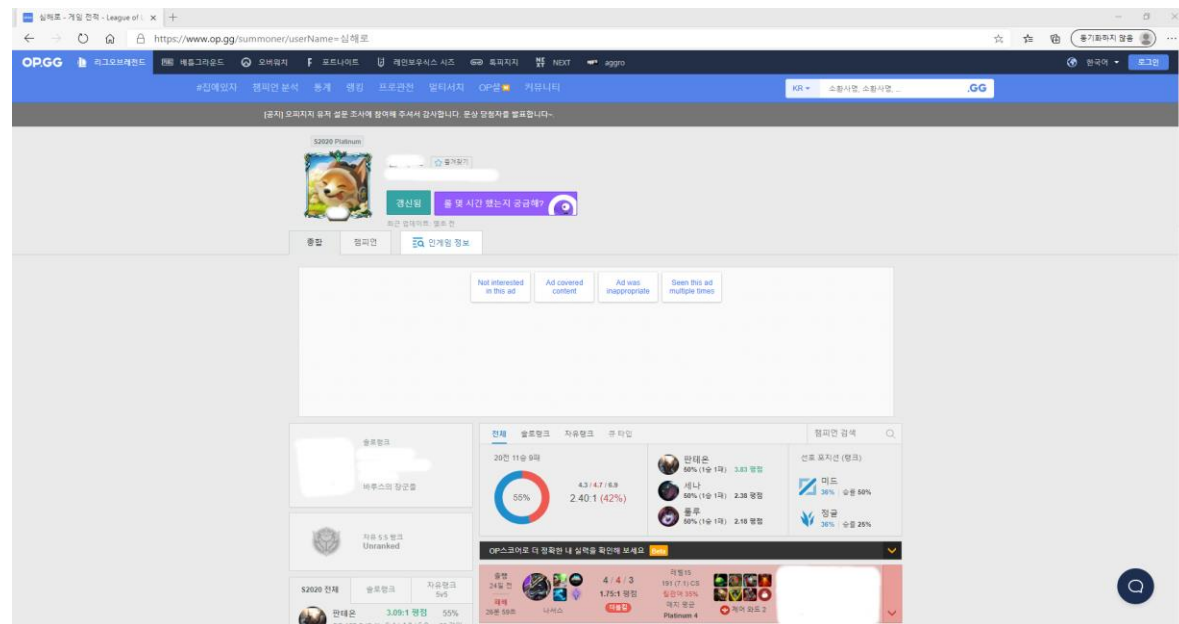 심해로 - 게임 전적 - League of L
https://www.op.gg/summoner/userName=심해로
동기화하지 않음
OP.GG 리그오브레전드 배틀그라운드 오버워치 포트나이트 레인보우식스 시즈 톡피지지 NEXT aggro 한국어 로그인
챔피언 분석 통계 랭킹 프로관전 멀티서치 커뮤니티
KR 소환사명, 소환사명, ... .GG
[공지] 오피지지 유저 설문 조사에 참여해 주셔서 감사합니다. 문상 당첨자를 발표합니다~.
S2020 Platinum
즐겨찾기
갱신됨 롤 몇 시간 했는지 궁금해?
종합 챔피언 인게임 정보
Not interested in this ad
Ad covered content
Ad was inappropriate
Seen this ad multiple times
솔로랭크
바루스의 장군들
자유 5:5 랭크
Unranked
S2020 전체 솔로랭크 자유랭크 5x5
판테온 3.09:1 평점 55%
전체 솔로랭크 자유랭크 큐 타입 챔피언 검색
20전 11승 9패
55%
4.3 / 4.7 / 6.9
2.40:1 (42%)
판테온
50% (1승 1패) 3.83 평점
세나
50% (1승 1패) 2.38 평점
룰루
50% (1승 1패) 2.18 평점
선호 포지션 (랭크)
미드
36% 승률 50%
정글
36% 승률 25%
OP스코어로 더 정확한 내 실력을 확인해 보세요 Beta
솔랭
24일 전
패배
나서스
4 / 4 / 3
1.75:1 평점
더블킬
레벨15
191 (7.1) CS
킬관여 35%
매치 평균
Platinum 4
제어 와드 2